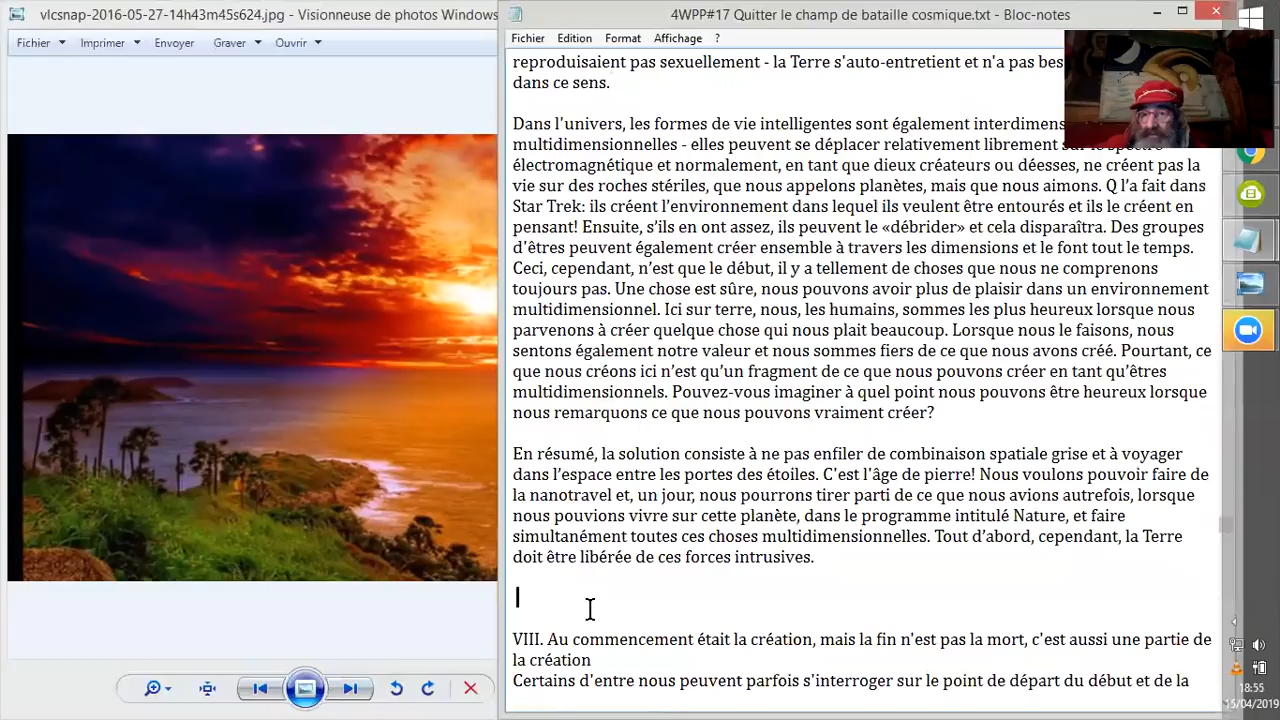 vlcsnap-2016-05-27-14h43m45s624.jpg - Visionneuse de photos Windows
Fichier Imprimer Envoyer Graver Ouvrir
4WPP#17 Quitter le champ de bataille cosmique.txt - Bloc-notes
Fichier Edition Format Affichage ?
reproduisaient pas sexuellement - la Terre s'auto-entretient et n'a pas bes
dans ce sens.
Dans l'univers, les formes de vie intelligentes sont également interdimens
multidimensionnelles - elles peuvent se déplacer relativement librement sur le spectre
électromagnétique et normalement, en tant que dieux créateurs ou déesses, ne créent pas la
vie sur des roches stériles, que nous appelons planètes, mais que nous aimons. Q l'a fait dans
Star Trek: ils créent l'environnement dans lequel ils veulent être entourés et ils le créent en
pensant! Ensuite, s'ils en ont assez, ils peuvent le «débrider» et cela disparaîtra. Des groupes
d'êtres peuvent également créer ensemble à travers les dimensions et le font tout le temps.
Ceci, cependant, n'est que le début, il y a tellement de choses que nous ne comprenons
toujours pas. Une chose est sûre, nous pouvons avoir plus de plaisir dans un environnement
multidimensionnel. Ici sur terre, nous, les humains, sommes les plus heureux lorsque nous
parvenons à créer quelque chose qui nous plait beaucoup. Lorsque nous le faisons, nous
sentons également notre valeur et nous sommes fiers de ce que nous avons créé. Pourtant, ce
que nous créons ici n'est qu'un fragment de ce que nous pouvons créer en tant qu'êtres
multidimensionnels. Pouvez-vous imaginer à quel point nous pouvons être heureux lorsque
nous remarquons ce que nous pouvons vraiment créer?
En résumé, la solution consiste à ne pas enfiler de combinaison spatiale grise et à voyager
dans l'espace entre les portes des étoiles. C'est l'âge de pierre! Nous voulons pouvoir faire de
la nanotravel et, un jour, nous pourrons tirer parti de ce que nous avions autrefois, lorsque
nous pouvions vivre sur cette planète, dans le programme intitulé Nature, et faire
simultanément toutes ces choses multidimensionnelles. Tout d'abord, cependant, la Terre
doit être libérée de ces forces intrusives.
VIII. Au commencement était la création, mais la fin n'est pas la mort, c'est aussi une partie de
la création
Certains d'entre nous peuvent parfois s'interroger sur le point de départ du début et de la
18:55
15/04/2019